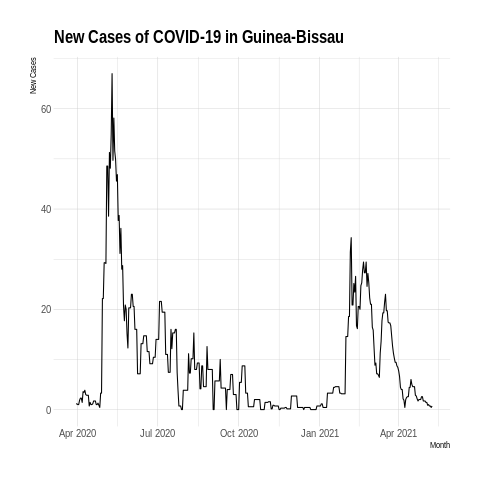 New Cases of COVID-19 in Guinea-Bissau
New Cases
60
40
20
0
Apr 2020 Jul 2020 Oct 2020 Jan 2021 Apr 2021
Month